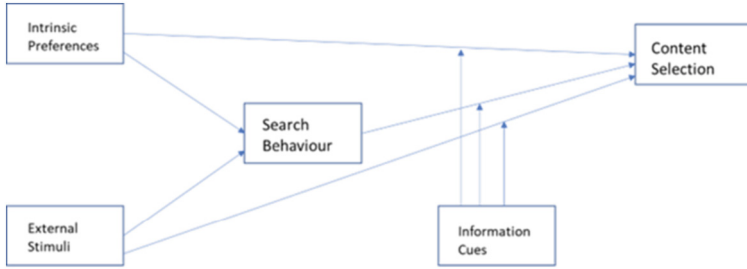 Intrinsic
Preferences
Content
Selection
Search
Behaviour
External
Stimuli
Information
Cues